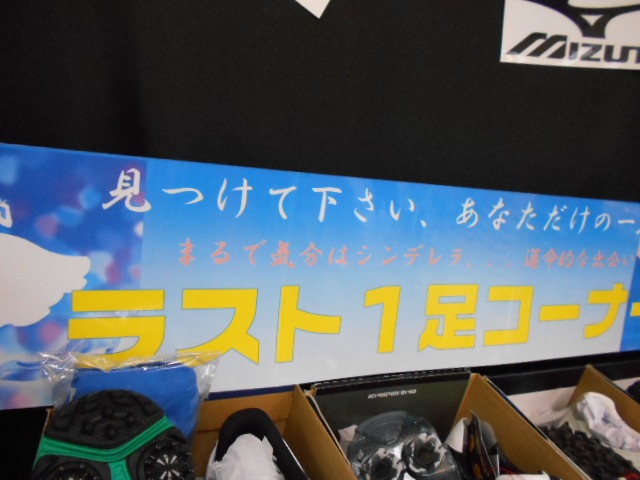 MIZUN
見つけて下さい、あなただけの一
まるで気分はシンデレラ...運命的な出会い
ラスト1足コーナー